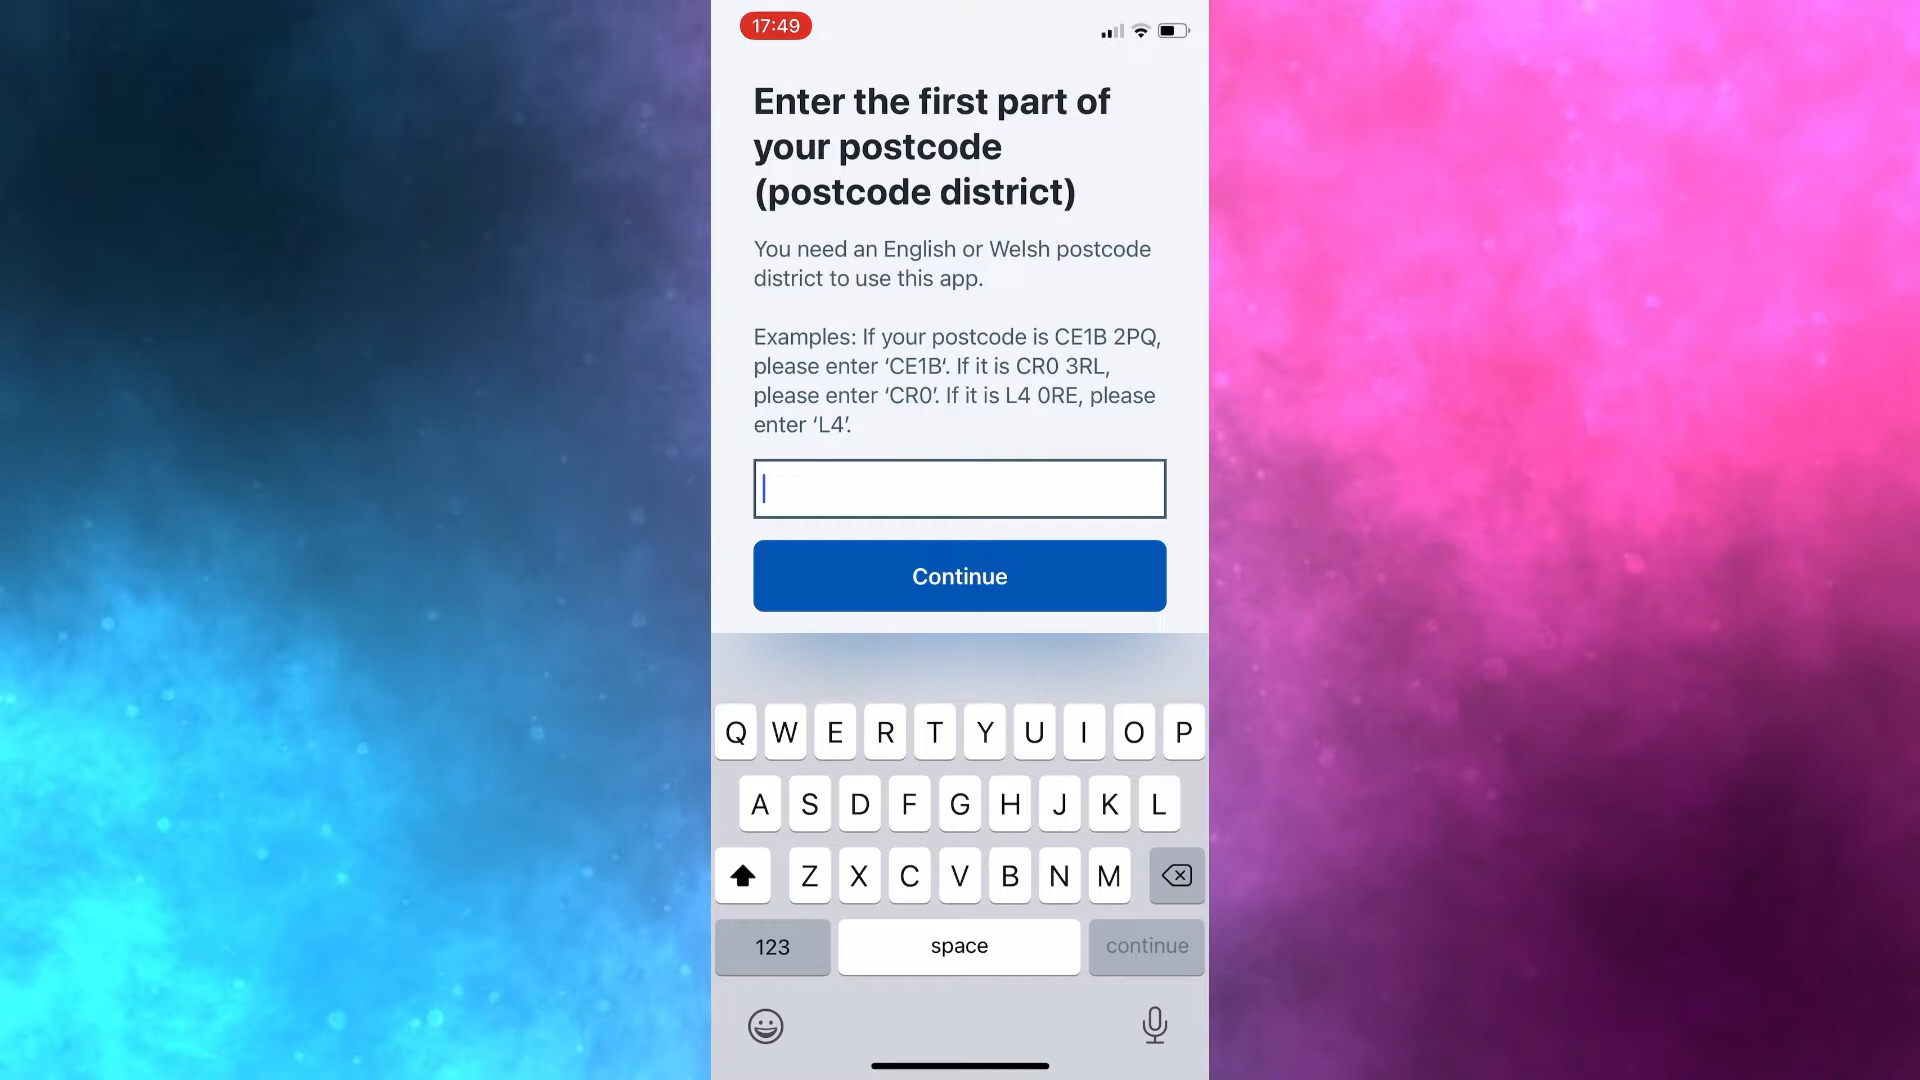 17:49
Enter the first part of
your postcode
(postcode district)
You need an English or Welsh postcode
district to use this app.
Examples: If your postcode is CE1B 2PQ,
please enter ‘CE1B‘. If it is CR0 3RL,
please enter ‘CR0’. If it is L4 0RE, please
enter ‘L4’.
Continue
Q W E R T Y U I O P
A S D F G H J K L
Z X C V B N M
123 space continue